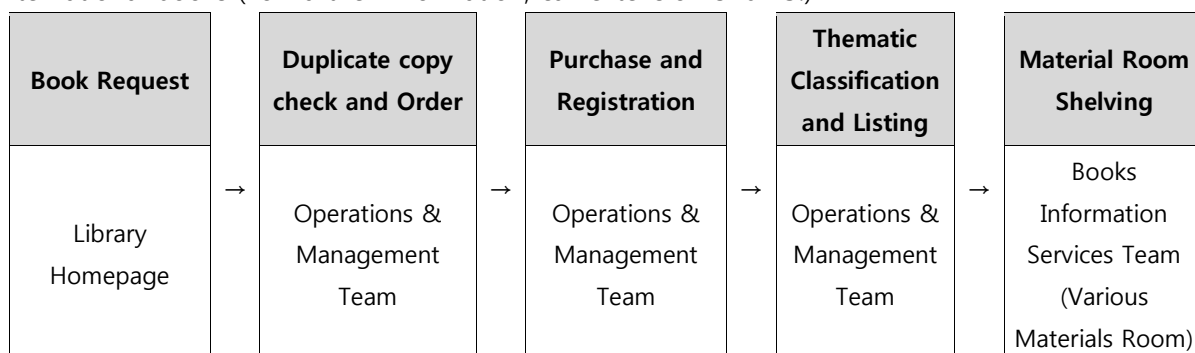 Book Request
Duplicate copy
check and Order
Purchase and
Registration
Thematic
Classification
and Listing
Material Room
Shelving
Library
Homepage
→
Operations &
Management
Team
→
Operations &
Management
Team
→
Operations &
Management
Team
→
Books
Information
Services Team
(Various
Materials Room)